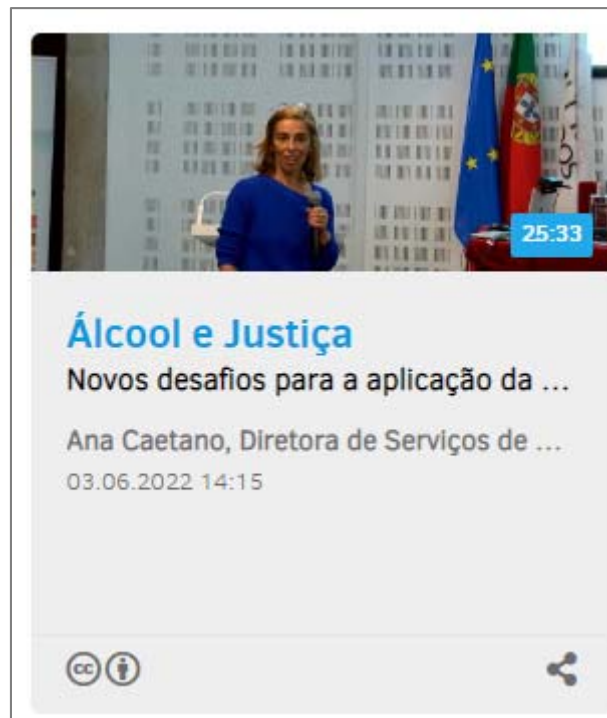 25:33
Álcool e Justiça
Novos desafios para a aplicação da ...
Ana Caetano, Diretora de Serviços de ...
03.06.2022 14:15
cc